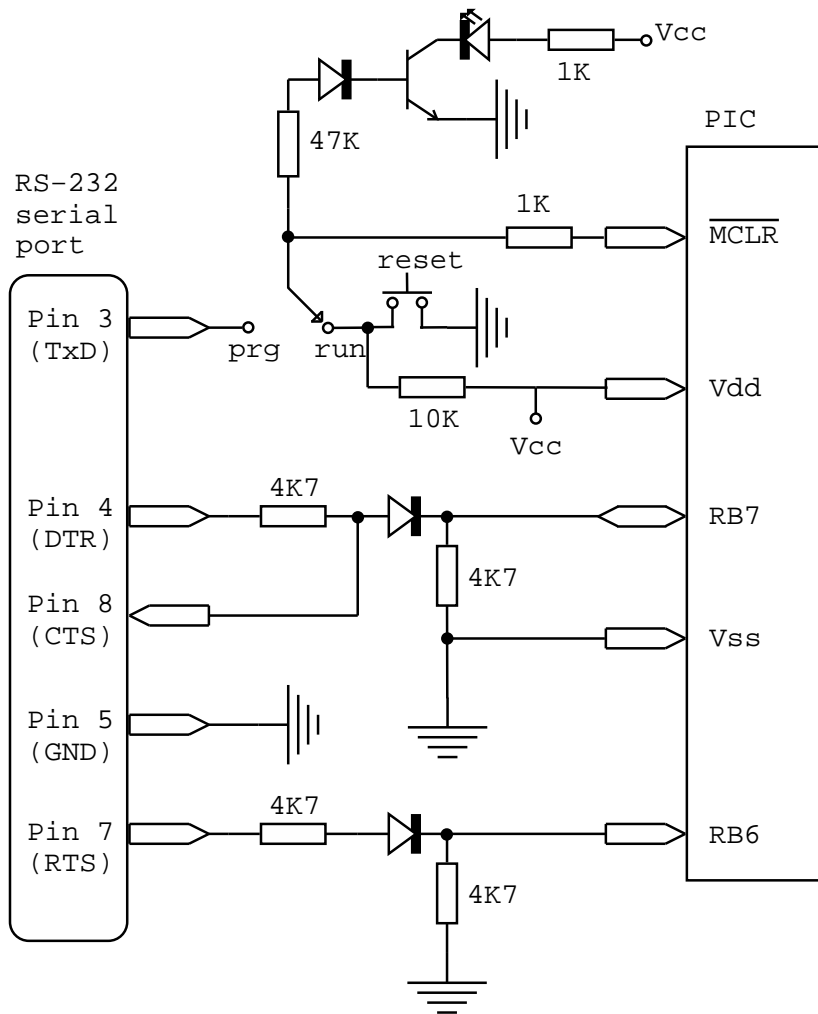 Vcc
1K
47K
PIC
RS-232
serial
port
1K
MCLR
reset
Pin 3
(TxD)
prg
run
10K
Vcc
Vdd
4K7
Pin 4
(DTR)
RB7
4K7
Pin 8
(CTS)
Vss
Pin 5
(GND)
4K7
Pin 7
(RTS)
RB6
4K7